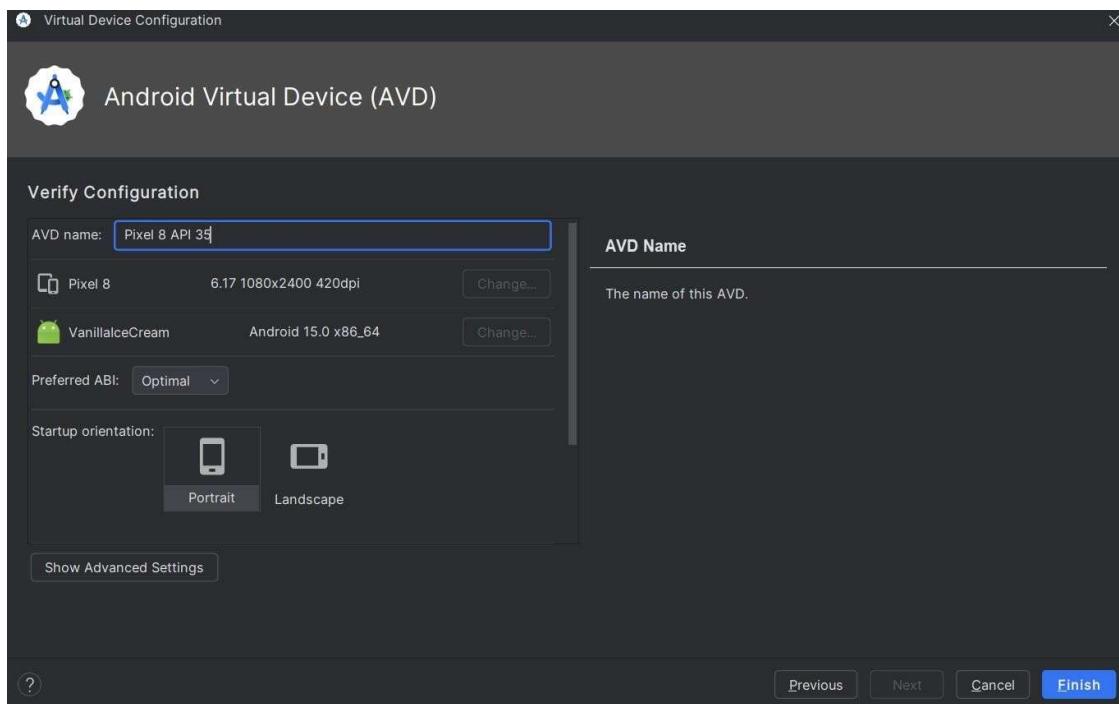 Virtual Device Configuration
Android Virtual Device (AVD)
Verify Configuration
AVD name: Pixel 8 API 35
AVD Name
Pixel 8 6.17 1080x2400 420dpi Change...
The name of this AVD.
VanillaIceCream Android 15.0 x86_64 Change...
Preferred ABI: Optimal
Startup orientation:
Portrait
Landscape
Show Advanced Settings
? Previous Next Cancel Finish